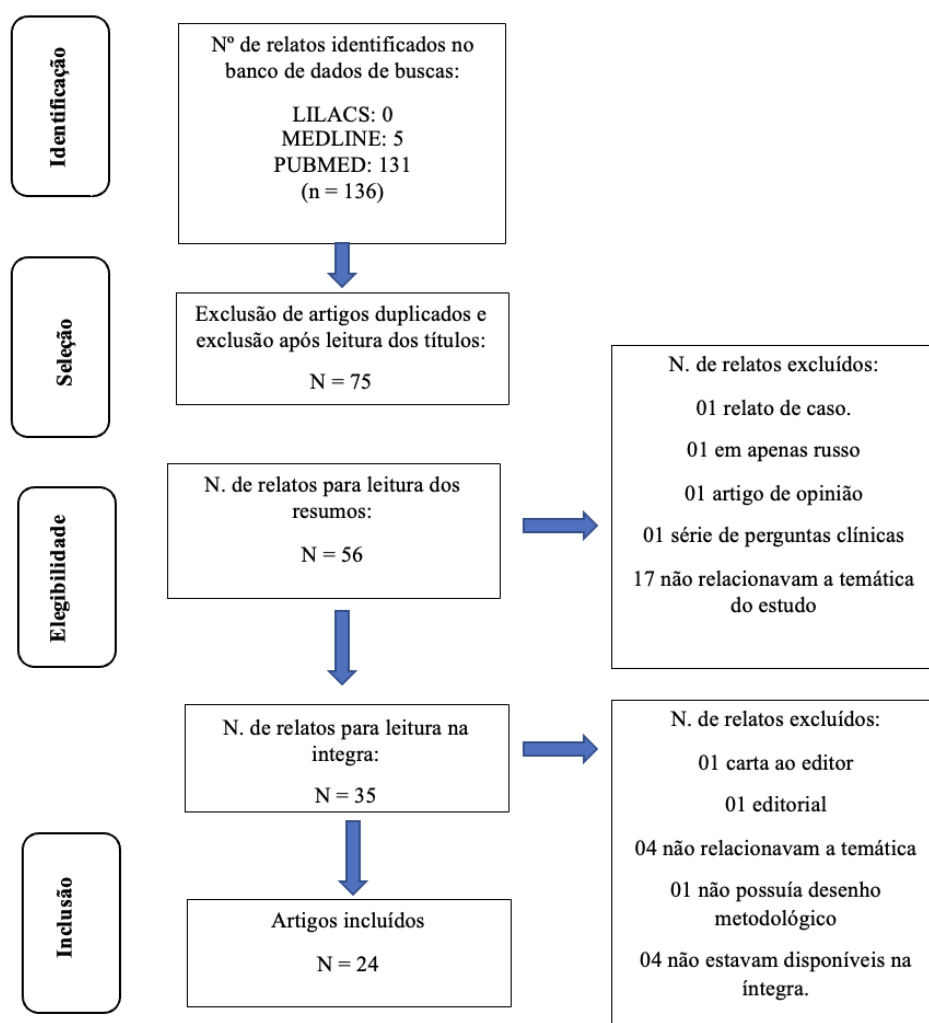 Identificação
Nº de relatos identificados no
banco de dados de buscas:
LILACS: 0
MEDLINE: 5
PUBMED: 131
(n = 136)
Seleção
Exclusão de artigos duplicados e
exclusão após leitura dos títulos:
N = 75
Elegibilidade
N. de relatos para leitura dos
resumos:
N = 56
N. de relatos excluídos:
01 relato de caso.
01 em apenas russo
01 artigo de opinião
01 série de perguntas clínicas
17 não relacionavam a temática
do estudo
N. de relatos para leitura na
integra:
N = 35
N. de relatos excluídos:
01 carta ao editor
01 editorial
04 não relacionavam a temática
01 não possuía desenho
metodológico
04 não estavam disponíveis na
íntegra.
Inclusão
Artigos incluídos
N = 24